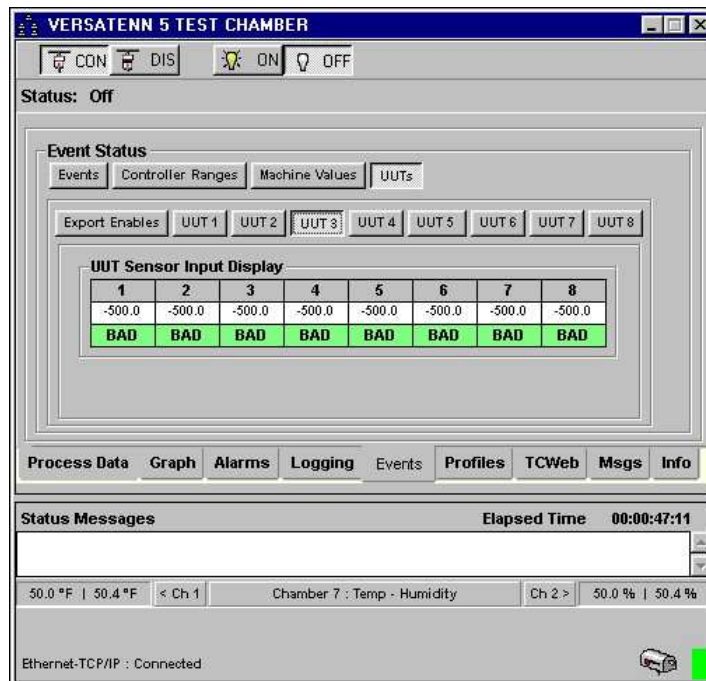 VERSATENN 5 TEST CHAMBER
CON DIS ON OFF
Status: Off
Event Status
Events Controller Ranges Machine Values UUTs
Export Enables UUT 1 UUT 2 UUT 3 UUT 4 UUT 5 UUT 6 UUT 7 UUT 8
UUT Sensor Input Display
1 2 3 4 5 6 7 8
-500.0 -500.0 -500.0 -500.0 -500.0 -500.0 -500.0 -500.0
BAD BAD BAD BAD BAD BAD BAD BAD
Process Data Graph Alarms Logging Events Profiles TCWeb Msgs Info
Status Messages Elapsed Time 00:00:47:11
50.0 °F | 50.4 °F < Ch 1 Chamber 7 : Temp - Humidity Ch 2 > 50.0 % | 50.4 %
Ethernet-TCP/IP : Connected